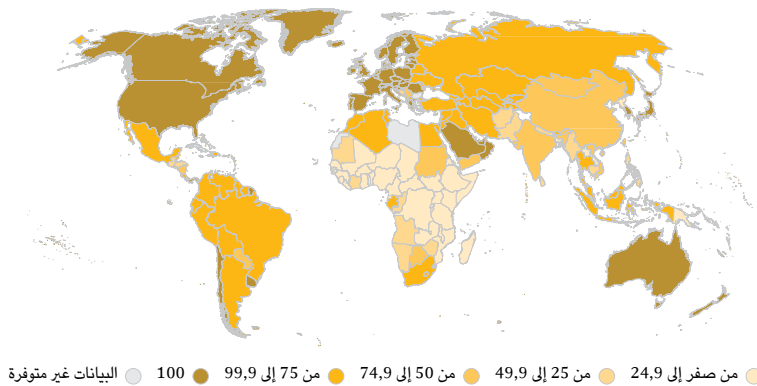 من صفر إلى 24,9 من 25 إلى 49,9 من 50 إلى 74,9 من 75 إلى 99,9 100 البيانات غير متوفرة